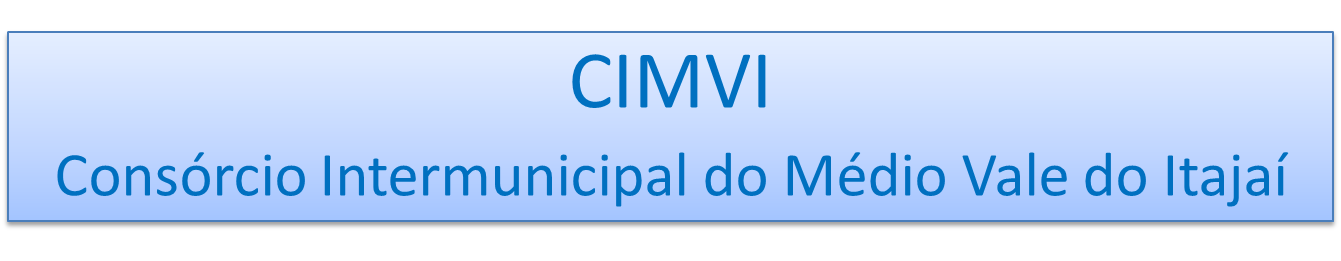 CIMVI
Consórcio Intermunicipal do Médio Vale do Itajaí